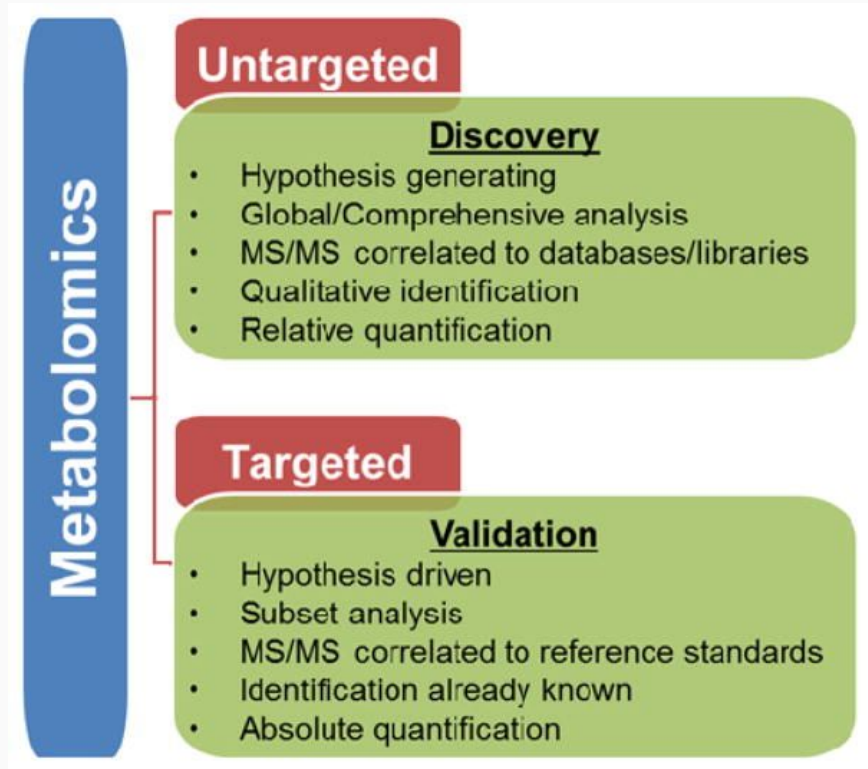 Metabolomics
Untargeted
Discovery
• Hypothesis generating
• Global/Comprehensive analysis
• MS/MS correlated to databases/libraries
• Qualitative identification
• Relative quantification
Targeted
Validation
• Hypothesis driven
• Subset analysis
• MS/MS correlated to reference standards
• Identification already known
• Absolute quantification